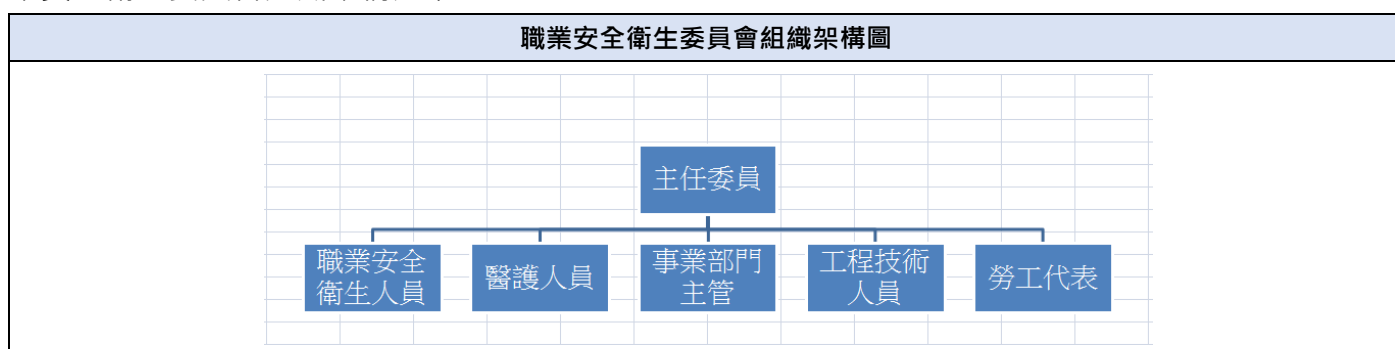 職業安全衛生委員會組織架構圖
主任委員
職業安全
衛生人員
醫護人員
事業部門
主管
工程技術
人員
勞工代表